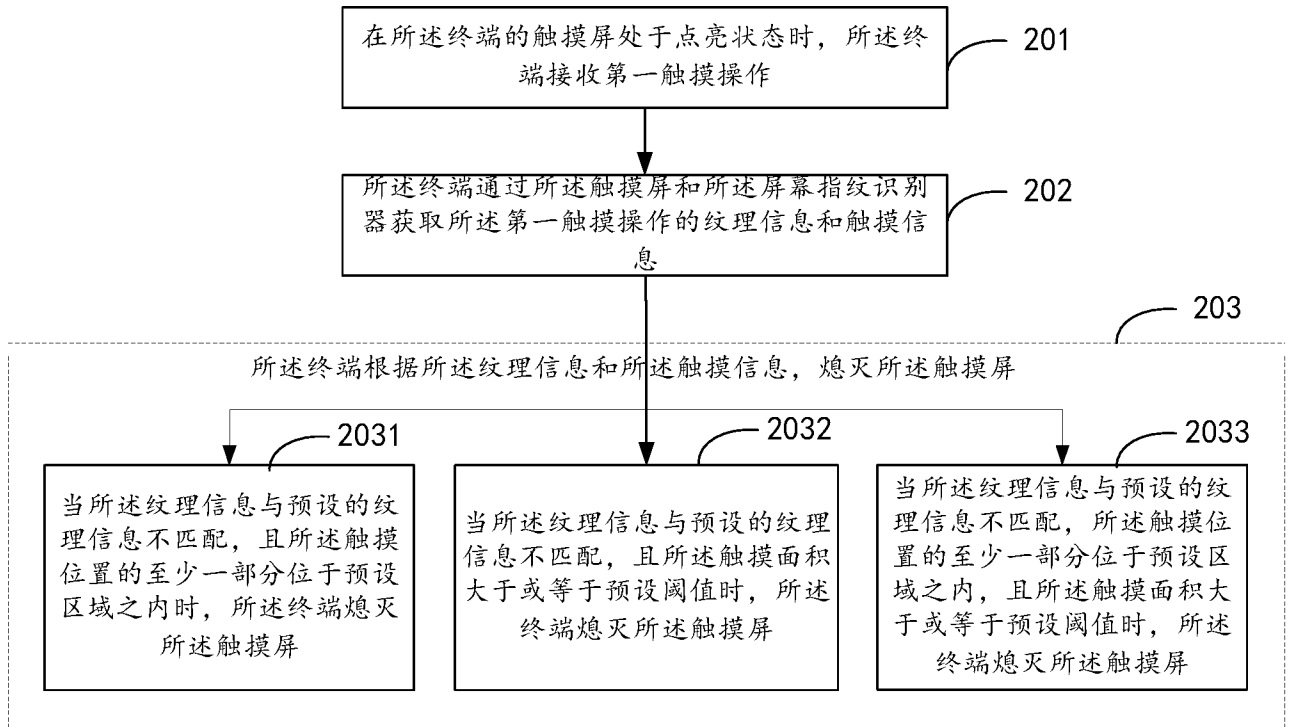 在所述终端的触摸屏处于点亮状态时，所述终
端接收第一触摸操作
201
所述终端通过所述触摸屏和所述屏幕指纹识别
器获取所述第一触摸操作的纹理信息和触摸信
息
202
203
所述终端根据所述纹理信息和所述触摸信息，熄灭所述触摸屏
2031
当所述纹理信息与预设的纹
理信息不匹配，且所述触摸
位置的至少一部分位于预设
区域之内时，所述终端熄灭
所述触摸屏
2032
当所述纹理信息与预设的纹理
信息不匹配，且所述触摸面积
大于或等于预设阈值时，所述
终端熄灭所述触摸屏
2033
当所述纹理信息与预设的纹
理信息不匹配，所述触摸位
置的至少一部分位于预设区
域之内，且所述触摸面积大
于或等于预设阈值时，所述
终端熄灭所述触摸屏